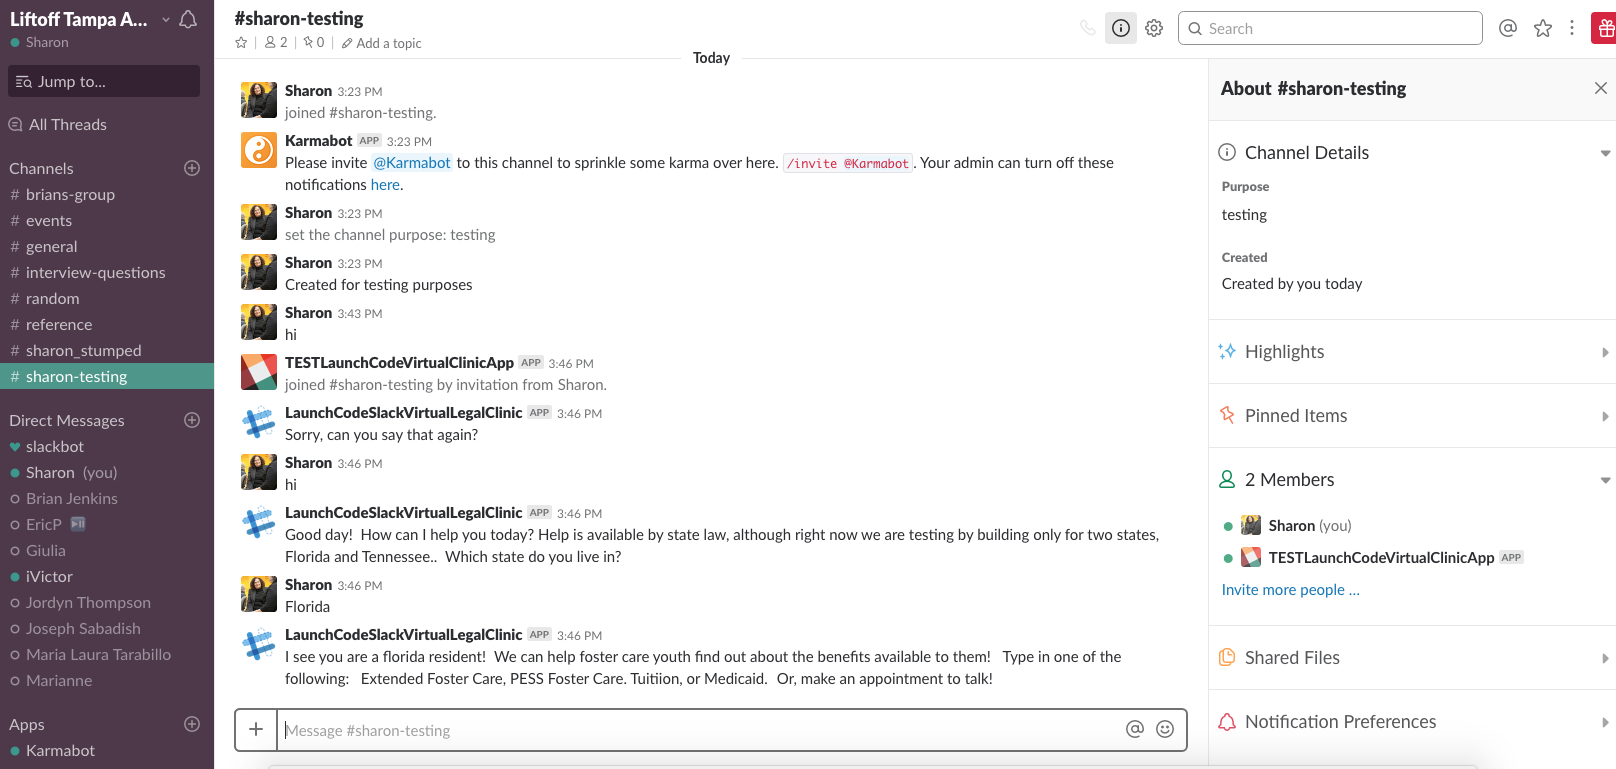 Liftoff Tampa A...
Sharon
Jump to...
All Threads
Channels
# brians-group
# events
# general
# interview-questions
# random
# reference
# sharon_stumped
# sharon-testing
Direct Messages
slackbot
Sharon (you)
Brian Jenkins
EricP
Giulia
iVictor
Jordyn Thompson
Joseph Sabadish
Maria Laura Tarabillo
Marianne
Apps
Karmabot
#sharon-testing
2 | 0 | Add a topic
Search
Today
Sharon 3:23 PM
joined #sharon-testing.
Karmabot APP 3:23 PM
Please invite @Karmabot to this channel to sprinkle some karma over here. /invite @Karmabot. Your admin can turn off these
notifications here.
Sharon 3:23 PM
set the channel purpose: testing
Sharon 3:23 PM
Created for testing purposes
Sharon 3:43 PM
hi
TESTLaunchCodeVirtualClinicApp APP 3:46 PM
joined #sharon-testing by invitation from Sharon.
LaunchCodeSlackVirtualLegalClinic APP 3:46 PM
Sorry, can you say that again?
Sharon 3:46 PM
hi
LaunchCodeSlackVirtualLegalClinic APP 3:46 PM
Good day! How can I help you today? Help is available by state law, although right now we are testing by building only for two states,
Florida and Tennessee.. Which state do you live in?
Sharon 3:46 PM
Florida
LaunchCodeSlackVirtualLegalClinic APP 3:46 PM
I see you are a florida resident! We can help foster care youth find out about the benefits available to them! Type in one of the
following: Extended Foster Care, PESS Foster Care. Tuitiion, or Medicaid. Or, make an appointment to talk!
Message #sharon-testing
About #sharon-testing
Channel Details
Purpose
testing
Created
Created by you today
Highlights
Pinned Items
2 Members
Sharon (you)
TESTLaunchCodeVirtualClinicApp APP
Invite more people ...
Shared Files
Notification Preferences